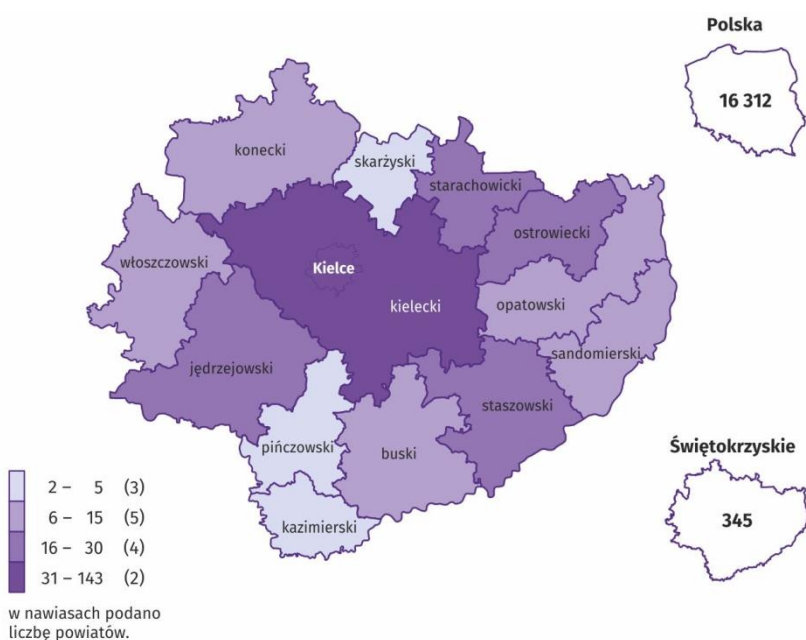 Polska
16 312
konecki
skarżyski
starachowicki
ostrowiecki
włoszczowski
Kielce
kielecki
opatowski
sandomierski
jędrzejowski
staszowski
pińczowski
buski
kazimierski
Świętokrzyskie
345
2 – 5 (3)
6 – 15 (5)
16 – 30 (4)
31 – 143 (2)
w nawiasach podano
liczbę powiatów.